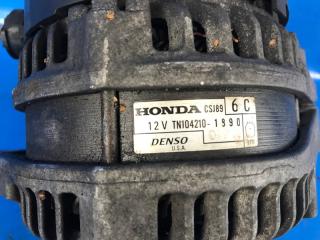 HONDA CSJ89 6C
12V TN104210-1990
DENSO
U.S.A.